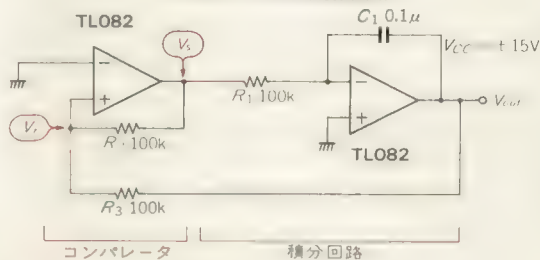 TL082
Vs
C1 0.1μ
VCC = +15V
R1 100k
Vr
R· 100k
TL082
Vout
R3 100k
コンパレータ
積分回路